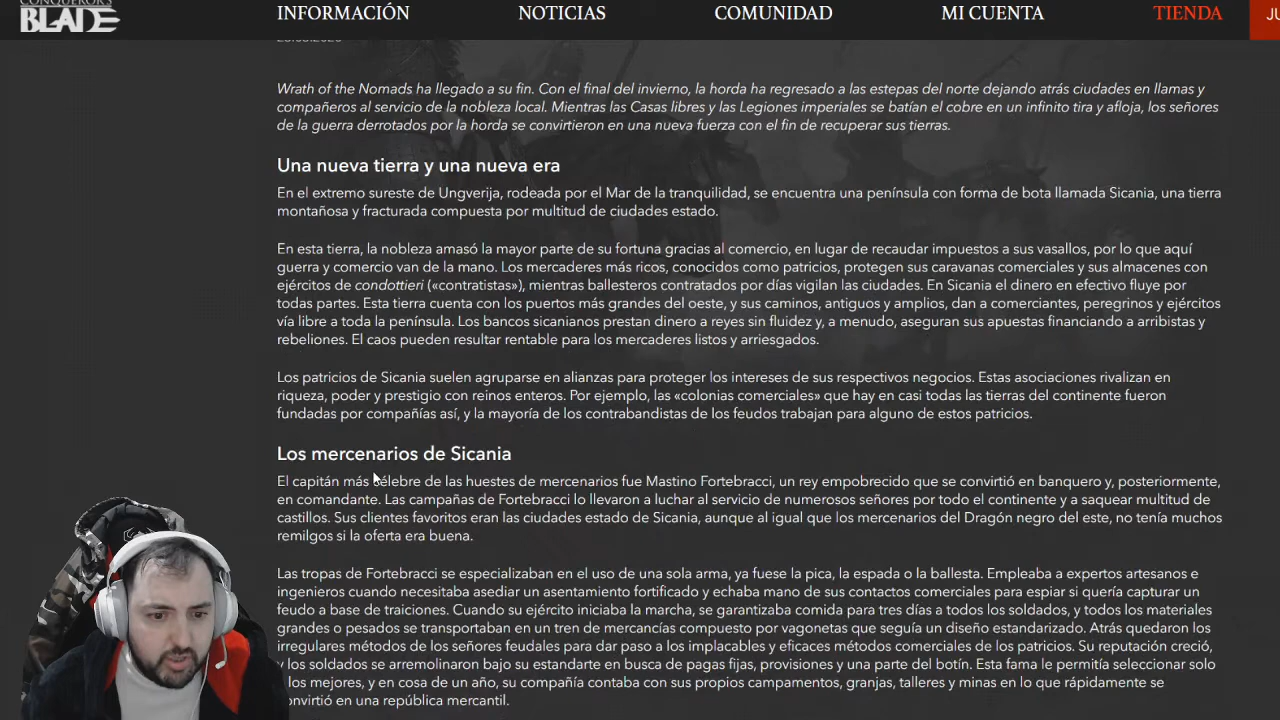 CONQUEROR'S
BLADE
INFORMACIÓN
NOTICIAS
COMUNIDAD
MI CUENTA
TIENDA
JU
Wrath of the Nomads ha llegado a su fin. Con el final del invierno, la horda ha regresado a las estepas del norte dejando atrás ciudades en llamas y
compañeros al servicio de la nobleza local. Mientras las Casas libres y las Legiones imperiales se batían el cobre en un infinito tira y afloja, los señores
de la guerra derrotados por la horda se convirtieron en una nueva fuerza con el fin de recuperar sus tierras.
Una nueva tierra y una nueva era
En el extremo sureste de Ungverija, rodeada por el Mar de la tranquilidad, se encuentra una península con forma de bota llamada Sicania, una tierra
montañosa y fracturada compuesta por multitud de ciudades estado.
En esta tierra, la nobleza amasó la mayor parte de su fortuna gracias al comercio, en lugar de recaudar impuestos a sus vasallos, por lo que aquí
guerra y comercio van de la mano. Los mercaderes más ricos, conocidos como patricios, protegen sus caravanas comerciales y sus almacenes con
ejércitos de condottieri («contratistas»), mientras ballesteros contratados por días vigilan las ciudades. En Sicania el dinero en efectivo fluye por
todas partes. Esta tierra cuenta con los puertos más grandes del oeste, y sus caminos, antiguos y amplios, dan a comerciantes, peregrinos y ejércitos
vía libre a toda la península. Los bancos sicanianos prestan dinero a reyes sin fluidez y, a menudo, aseguran sus apuestas financiando a arribistas y
rebeliones. El caos pueden resultar rentable para los mercaderes listos y arriesgados.
Los patricios de Sicania suelen agruparse en alianzas para proteger los intereses de sus respectivos negocios. Estas asociaciones rivalizan en
riqueza, poder y prestigio con reinos enteros. Por ejemplo, las «colonias comerciales» que hay en casi todas las tierras del continente fueron
fundadas por compañías así, y la mayoría de los contrabandistas de los feudos trabajan para alguno de estos patricios.
Los mercenarios de Sicania
El capitán más célebre de las huestes de mercenarios fue Mastino Fortebracci, un rey empobrecido que se convirtió en banquero y, posteriormente,
en comandante. Las campañas de Fortebracci lo llevaron a luchar al servicio de numerosos señores por todo el continente y a saquear multitud de
castillos. Sus clientes favoritos eran las ciudades estado de Sicania, aunque al igual que los mercenarios del Dragón negro del este, no tenía muchos
remilgos si la oferta era buena.
Las tropas de Fortebracci se especializaban en el uso de una sola arma, ya fuese la pica, la espada o la ballesta. Empleaba a expertos artesanos e
ingenieros cuando necesitaba asediar un asentamiento fortificado y echaba mano de sus contactos comerciales para espiar si quería capturar un
feudo a base de traiciones. Cuando su ejército iniciaba la marcha, se garantizaba comida para tres días a todos los soldados, y todos los materiales
grandes o pesados se transportaban en un tren de mercancías compuesto por vagonetas que seguía un diseño estandarizado. Atrás quedaron los
irregulares métodos de los señores feudales para dar paso a los implacables y eficaces métodos comerciales de los patricios. Su reputación creció,
y los soldados se arremolinaron bajo su estandarte en busca de pagas fijas, provisiones y una parte del botín. Esta fama le permitía seleccionar solo
los mejores, y en cosa de un año, su compañía contaba con sus propios campamentos, granjas, talleres y minas en lo que rápidamente se
onvirtió en una república mercantil.